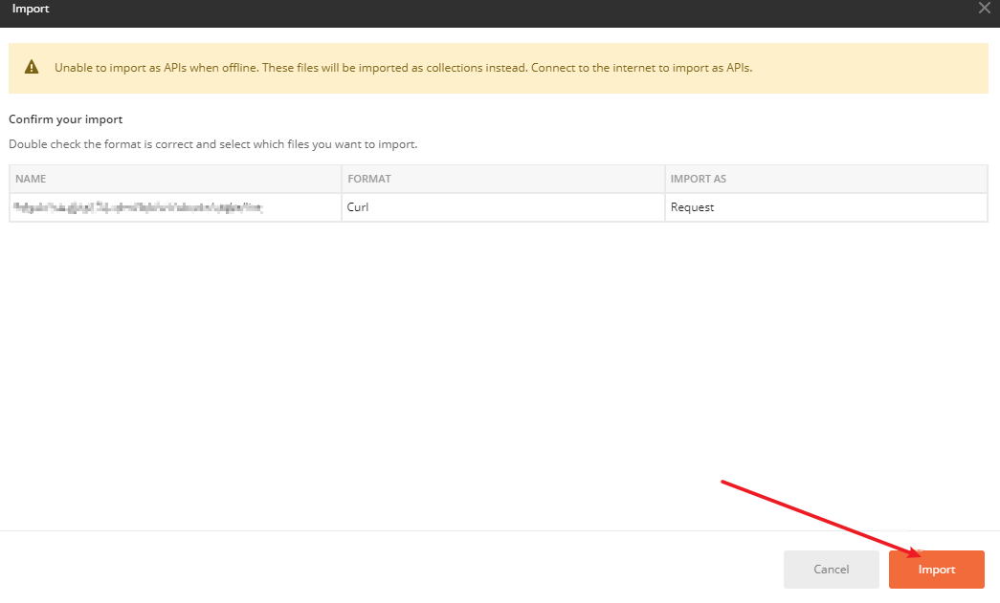 Import
Unable to import as APIs when offline. These files will be imported as collections instead. Connect to the internet to import as APIs.
Confirm your import
Double check the format is correct and select which files you want to import.
NAME FORMAT IMPORT AS
Curl Request
Cancel Import